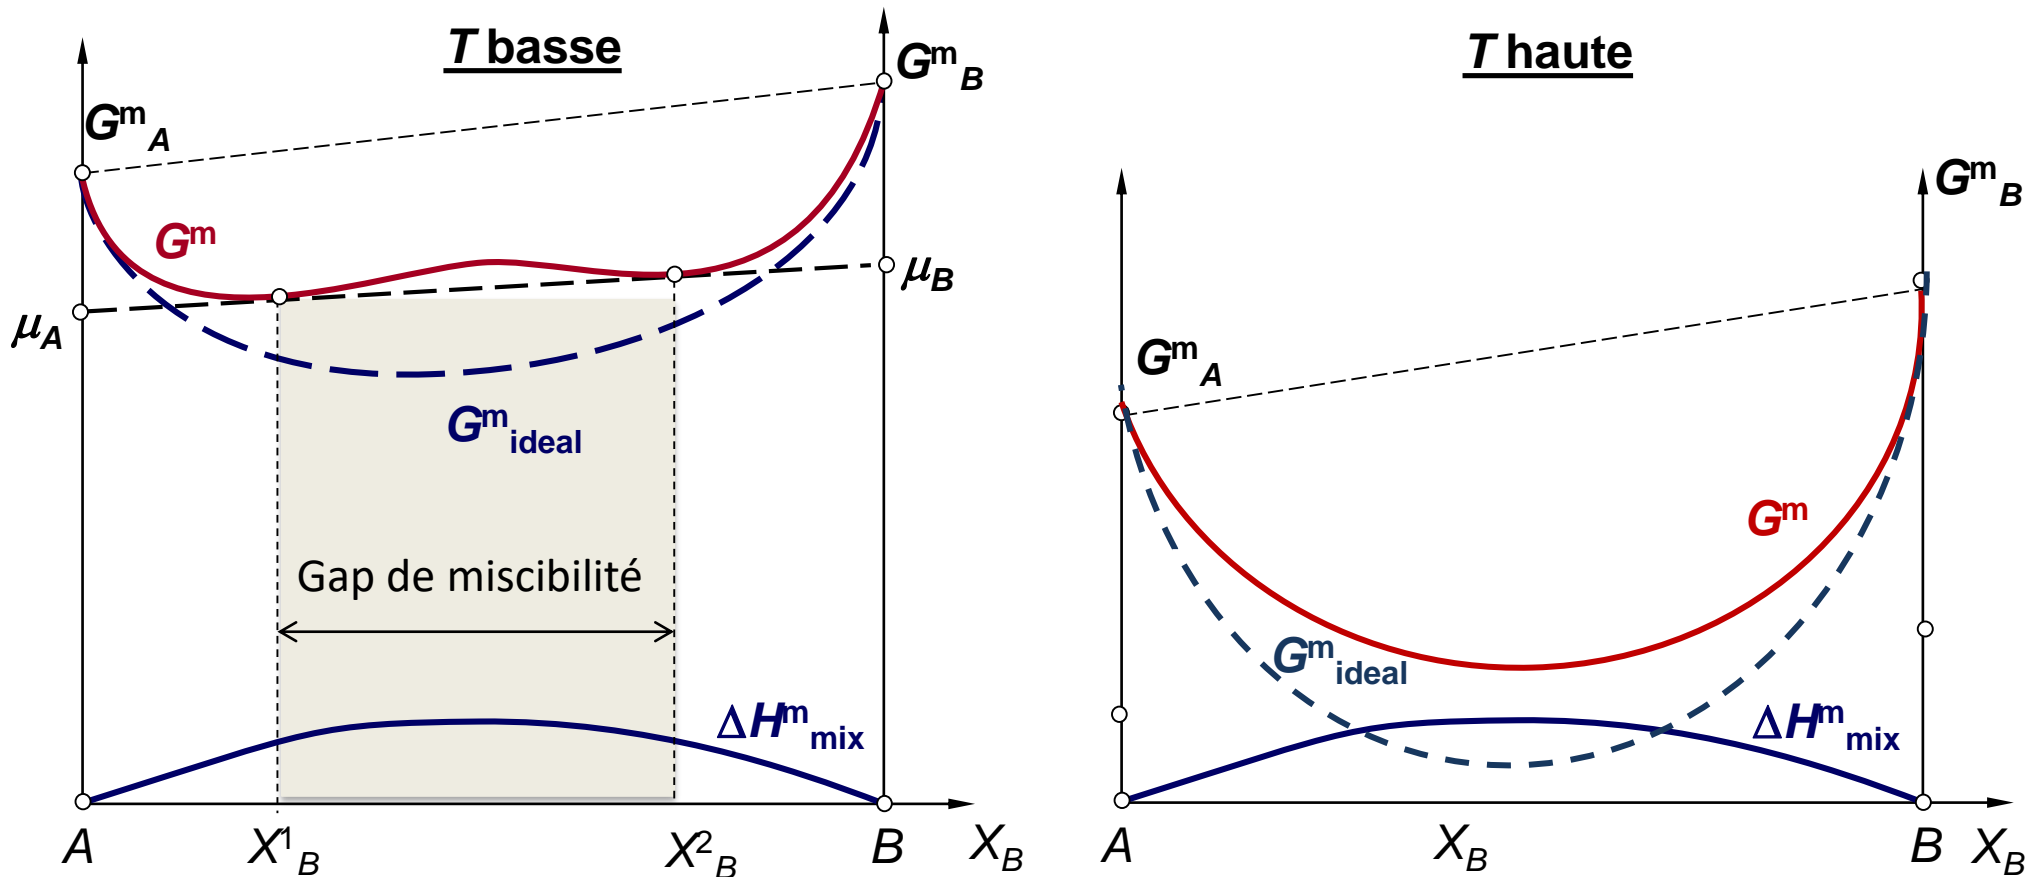 T basse
G^m_B
G^m_A
G^m
μ_A
μ_B
G^m_ideal
Gap de miscibilité
ΔH^m_mix
A
X^1_B
X^2_B
B
X_B
T haute
G^m_B
G^m_A
G^m
G^m_ideal
ΔH^m_mix
A
X_B
B
X_B